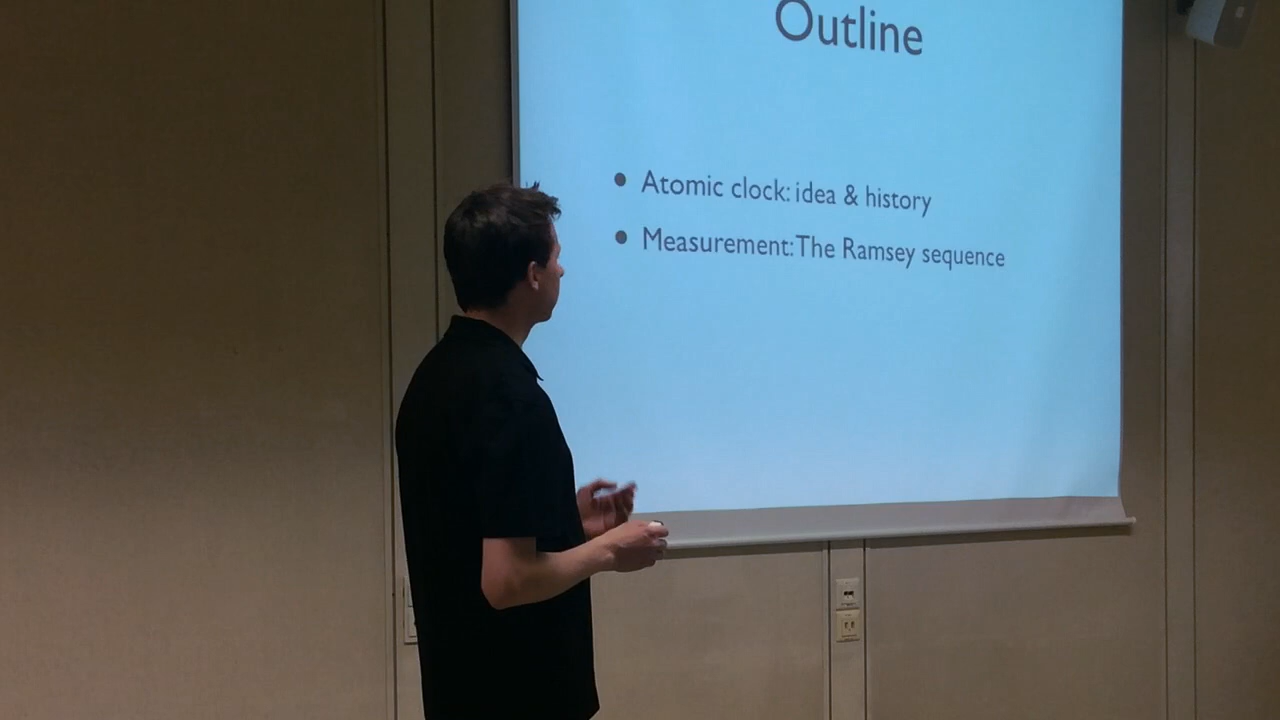 Outline
Atomic clock: idea & history
Measurement: The Ramsey sequence